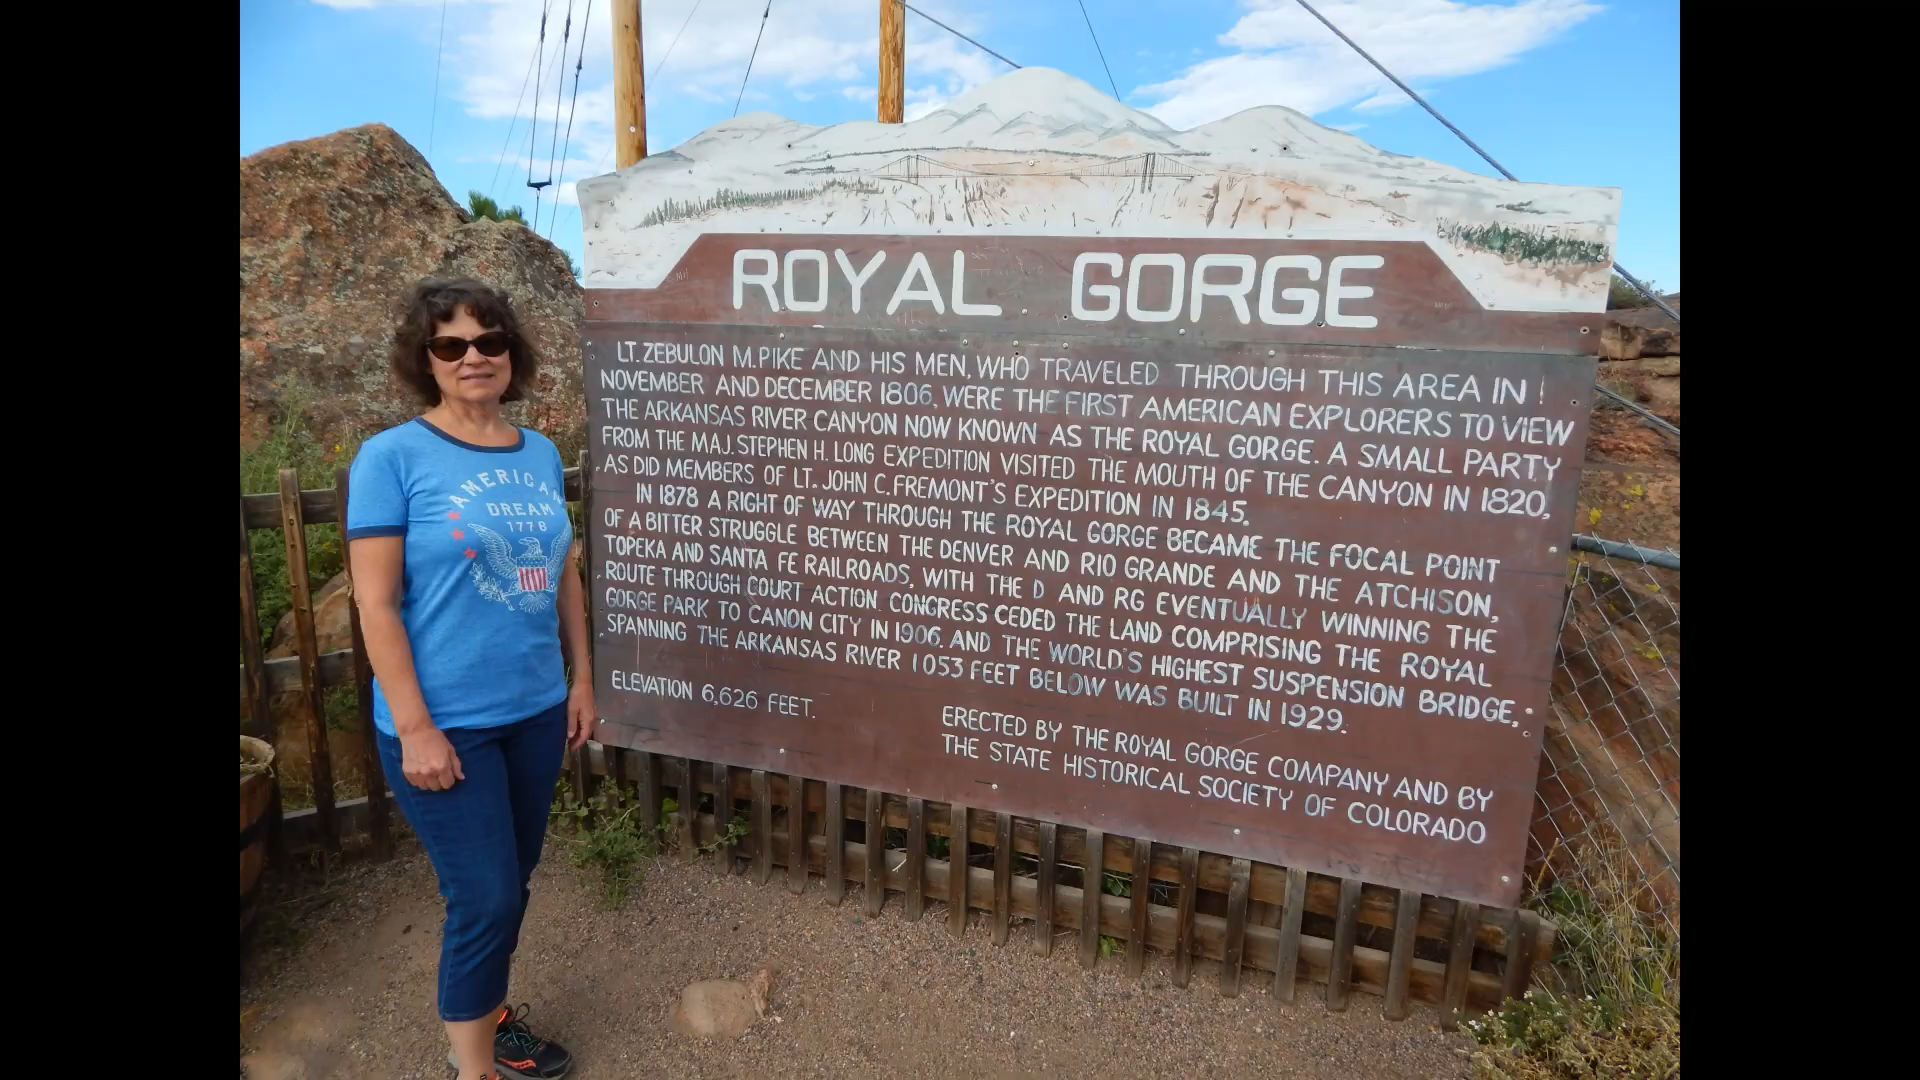 ROYAL GORGE
LT. ZEBULON M. PIKE AND HIS MEN, WHO TRAVELED THROUGH THIS AREA IN
NOVEMBER AND DECEMBER 1806, WERE THE FIRST AMERICAN EXPLORERS TO VIEW
THE ARKANSAS RIVER CANYON NOW KNOWN AS THE ROYAL GORGE. A SMALL PARTY
FROM THE MAJ. STEPHEN H. LONG EXPEDITION VISITED THE MOUTH OF THE CANYON IN 1820,
AS DID MEMBERS OF LT. JOHN C. FREMONT'S EXPEDITION IN 1845.
IN 1878 A RIGHT OF WAY THROUGH THE ROYAL GORGE BECAME THE FOCAL POINT
OF A BITTER STRUGGLE BETWEEN THE DENVER AND RIO GRANDE AND THE ATCHISON,
TOPEKA AND SANTA FE RAILROADS, WITH THE D AND RG EVENTUALLY WINNING THE
ROUTE THROUGH COURT ACTION. CONGRESS CEDED THE LAND COMPRISING THE ROYAL
GORGE PARK TO CANON CITY IN 1906, AND THE WORLD'S HIGHEST SUSPENSION BRIDGE,
SPANNING THE ARKANSAS RIVER 1053 FEET BELOW WAS BUILT IN 1929.
ELEVATION 6,626 FEET.
ERECTED BY THE ROYAL GORGE COMPANY AND BY
THE STATE HISTORICAL SOCIETY OF COLORADO
AMERICAN
DREAM
1776